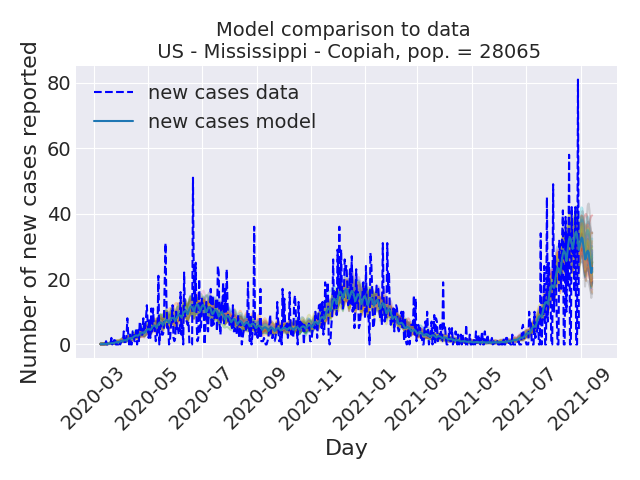 Model comparison to data
US - Mississippi - Copiah, pop. = 28065
Number of new cases reported
80
60
40
20
0
new cases data
new cases model
2020-03
2020-05
2020-07
2020-09
2020-11
2021-01
2021-03
2021-05
2021-07
2021-09
Day